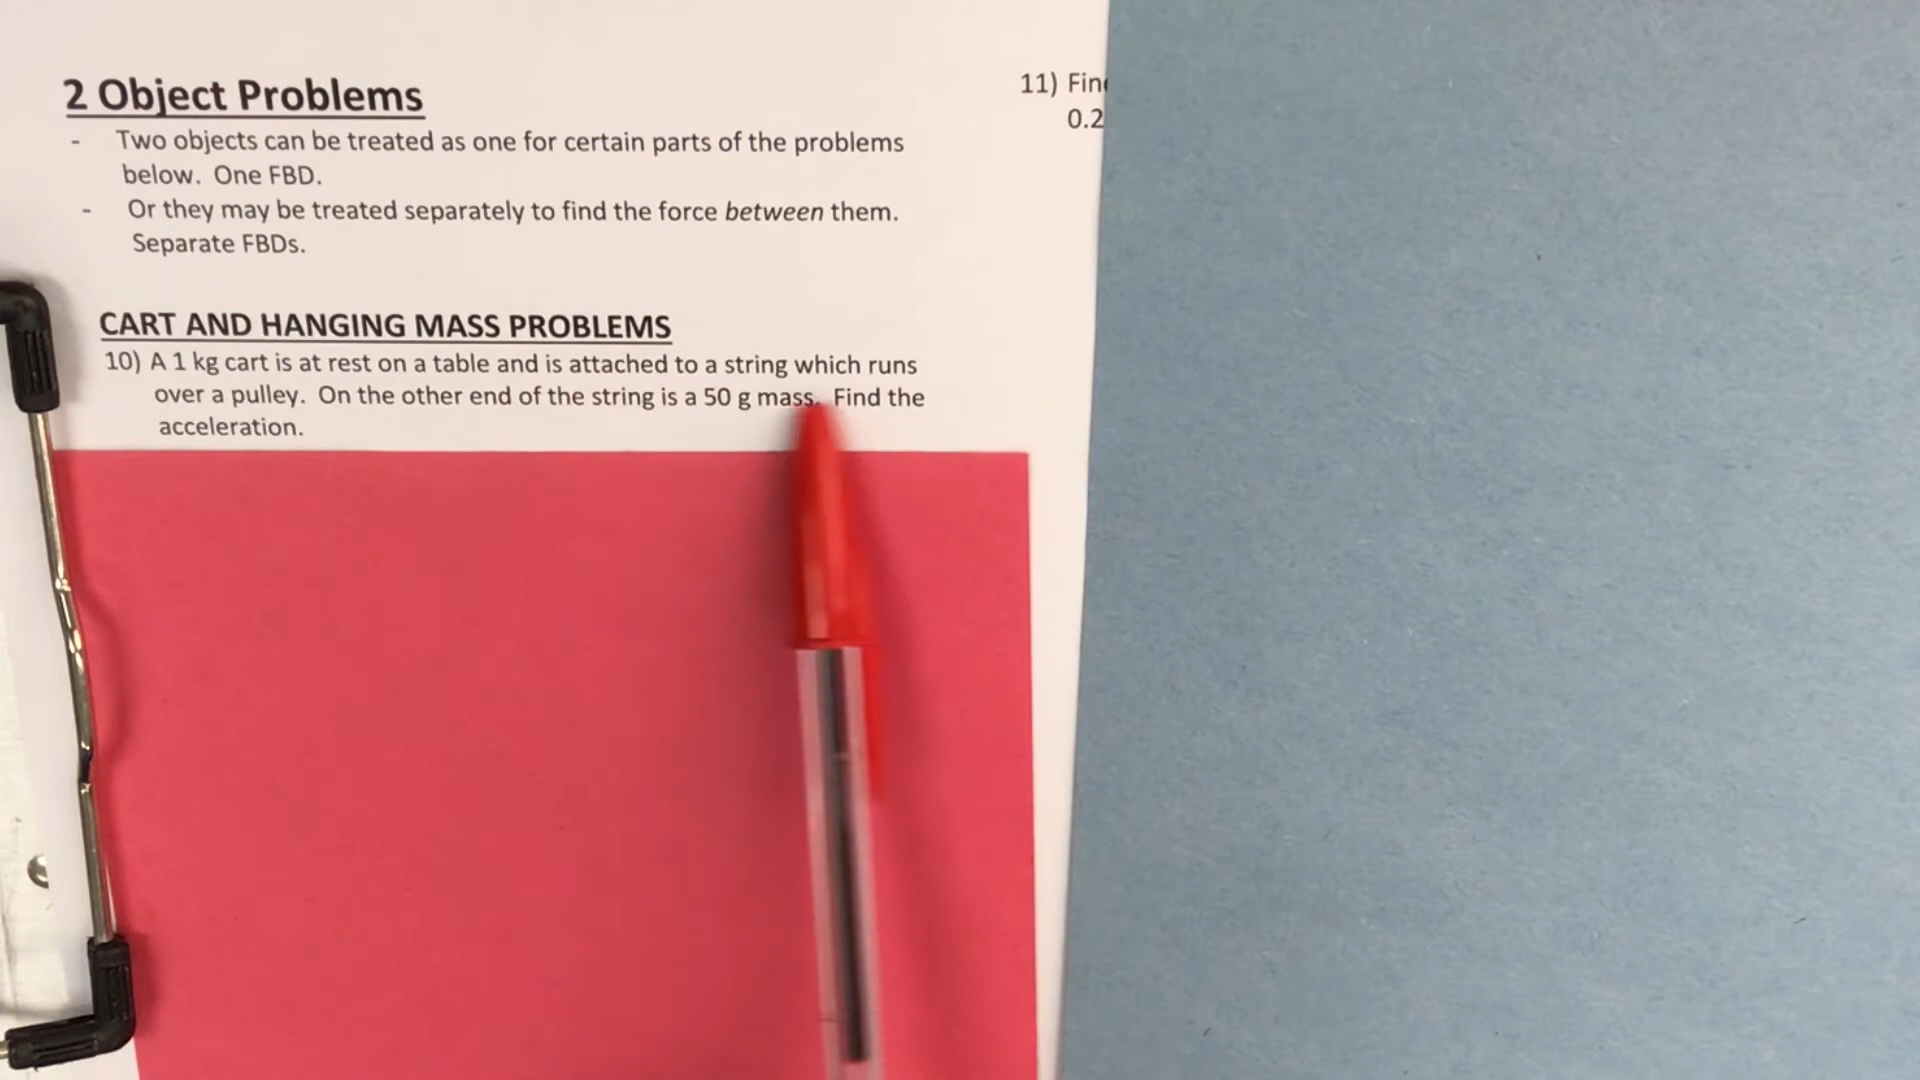 2 Object Problems
- Two objects can be treated as one for certain parts of the problems
below. One FBD.
- Or they may be treated separately to find the force between them.
Separate FBDs.
CART AND HANGING MASS PROBLEMS
10) A 1 kg cart is at rest on a table and is attached to a string which runs
over a pulley. On the other end of the string is a 50 g mass. Find the
acceleration.
11) Fin
0.2